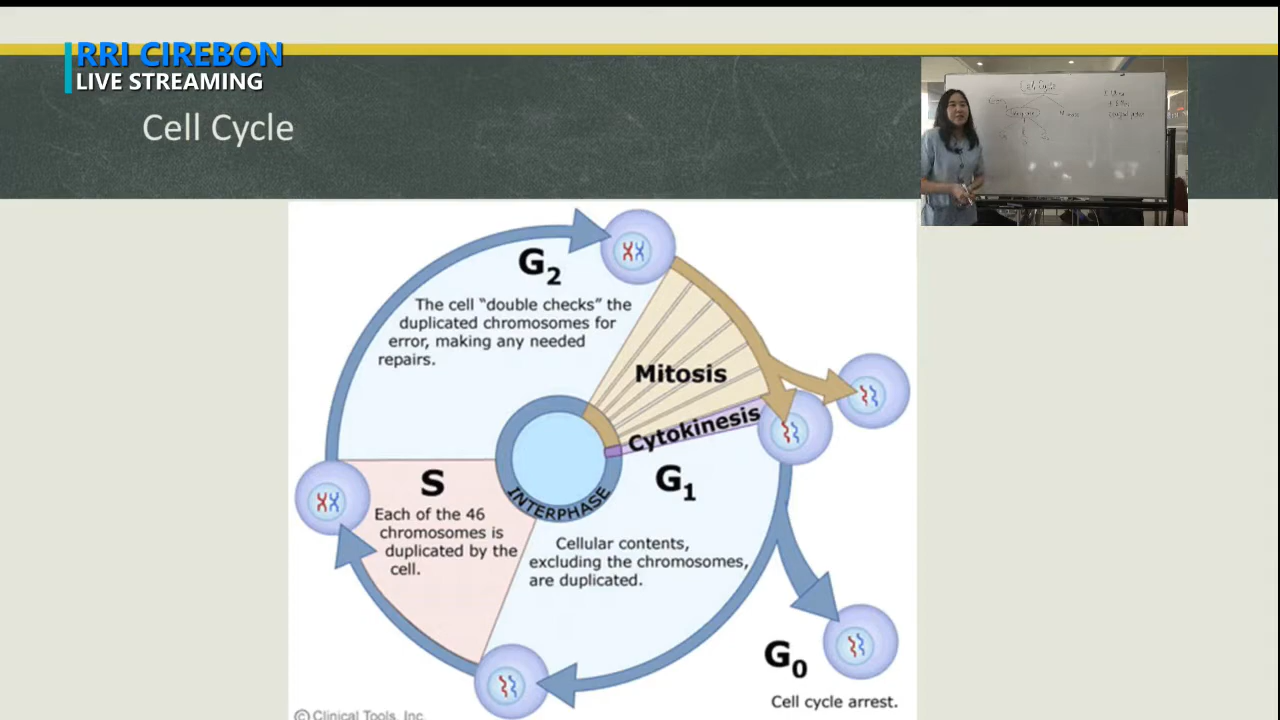 RRI CIREBON
LIVE STREAMING
Cell Cycle
Cell Cycle
G2
The cell “double checks” the
duplicated chromosomes for
error, making any needed
repairs.
Mitosis
Cytokinesis
S
Each of the 46
chromosomes is
duplicated by the
cell.
INTERPHASE
G1
Cellular contents,
excluding the chromosomes,
are duplicated.
G0
Cell cycle arrest.
© Clinical Tools, Inc.